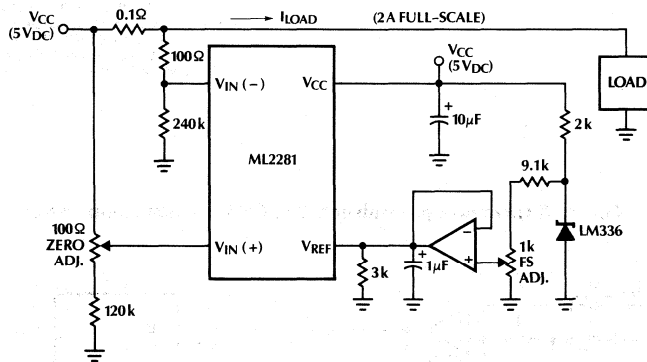 VCC
(5VDC)
0.1Ω
ILOAD
(2A FULL–SCALE)
100Ω
VIN (–)
VCC
VCC
(5VDC)
LOAD
240k
+
10μF
2k
ML2281
9.1k
100Ω
ZERO
ADJ.
VIN (+)
VREF
3k
+
1μF
–
+
1k
FS
ADJ.
LM336
120k